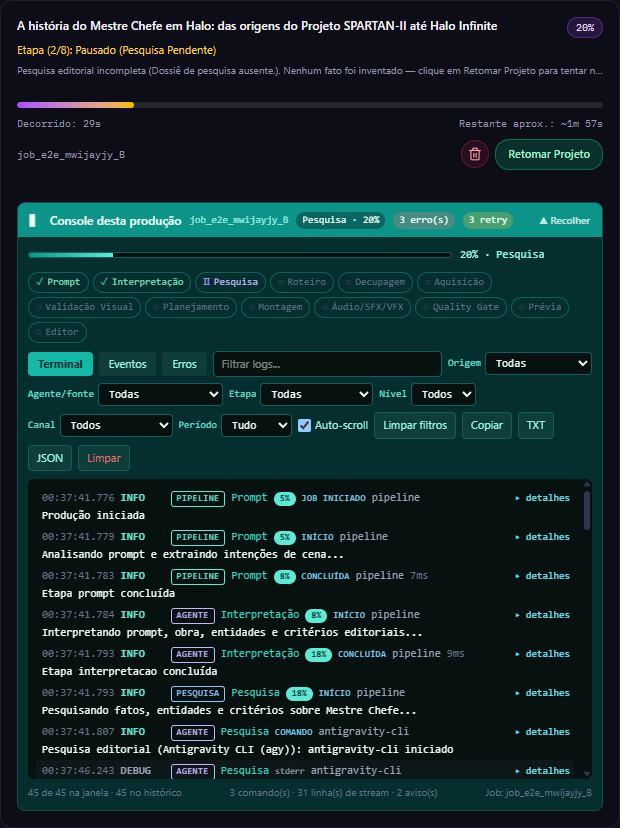 A história do Mestre Chefe em Halo: das origens do Projeto SPARTAN-II até Halo Infinite
20%
Etapa (2/8): Pausado (Pesquisa Pendente)
Pesquisa editorial incompleta (Dossiê de pesquisa ausente.). Nenhum fato foi inventado — clique em Retomar Projeto para tentar n...
Decorrido: 29s Restante aprox.: ~1m 57s
job_e2e_mwijayjy_B Retomar Projeto
Console desta produção job_e2e_mwijayjy_B Pesquisa · 20% 3 erro(s) 3 retry ▲ Recolher
20% · Pesquisa
✓ Prompt ✓ Interpretação II Pesquisa ○ Roteiro ○ Decupagem ○ Aquisição
○ Validação Visual ○ Planejamento ○ Montagem ○ Áudio/SFX/VFX ○ Quality Gate ○ Prévia
○ Editor
Terminal Eventos Erros Filtrar logs... Origem Todas
Agente/fonte Todas Etapa Todas Nível Todos
Canal Todos Período Tudo Auto-scroll Limpar filtros Copiar TXT
JSON Limpar
00:37:41.776 INFO PIPELINE Prompt 5% JOB INICIADO pipeline ▸ detalhes
Produção iniciada
00:37:41.779 INFO PIPELINE Prompt 5% INÍCIO pipeline ▸ detalhes
Analisando prompt e extraindo intenções de cena...
00:37:41.783 INFO PIPELINE Prompt 8% CONCLUÍDA pipeline 7ms ▸ detalhes
Etapa prompt concluída
00:37:41.784 INFO AGENTE Interpretação 8% INÍCIO pipeline ▸ detalhes
Interpretando prompt, obra, entidades e critérios editoriais...
00:37:41.793 INFO AGENTE Interpretação 18% CONCLUÍDA pipeline 9ms ▸ detalhes
Etapa interpretacao concluída
00:37:41.793 INFO PESQUISA Pesquisa 18% INÍCIO pipeline ▸ detalhes
Pesquisando fatos, entidades e critérios sobre Mestre Chefe...
00:37:41.807 INFO AGENTE Pesquisa COMANDO antigravity-cli ▸ detalhes
Pesquisa editorial (Antigravity CLI (agy)): antigravity-cli iniciado
00:37:46.243 DEBUG AGENTE Pesquisa stderr antigravity-cli ▸ detalhes
45 de 45 na janela · 45 no histórico 3 comando(s) · 31 linha(s) de stream · 2 aviso(s) Job: job_e2e_mwijayjy_B